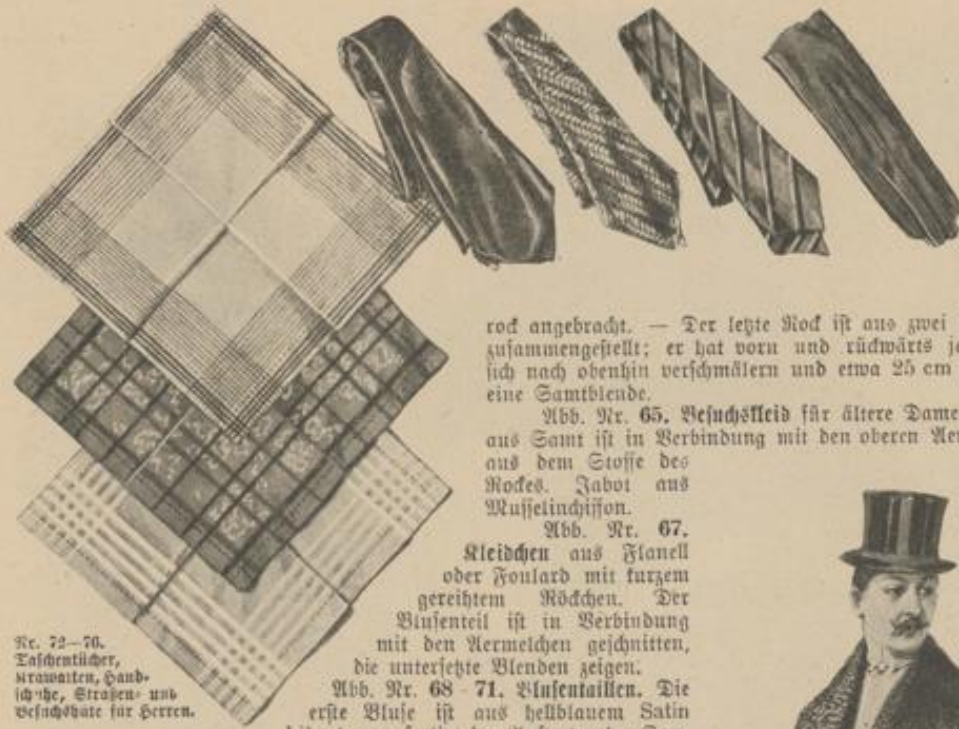 rock angebracht. — Der letzte Rock ist aus zwei
zusammengestellt; er hat vorn und rückwärts
sich nach obenhin verschmälern und etwa 25 cm
eine Samtblende.
Abb. Nr. 65. Besuchskleid für ältere Dame
aus Samt ist in Verbindung mit den oberen
aus dem Stoffe des
Rockes. Jabot aus
Musselinchiffon.
Abb. Nr. 67.
Kleidchen aus Flanell
oder Foulard mit kurzem
gereihtem Röckchen. Der
Blusenteil ist in Verbindung
mit den Aermelchen geschnitten,
die untersetzte Blenden zeigen.
Abb. Nr. 68-71. Blusentaillen. Die
erste Bluse ist aus hellblauem Satin
Nr. 72—76.
Taschentücher,
Krawatten, Hand-
schuhe, Straßen- und
Besuchshüte für Herren.